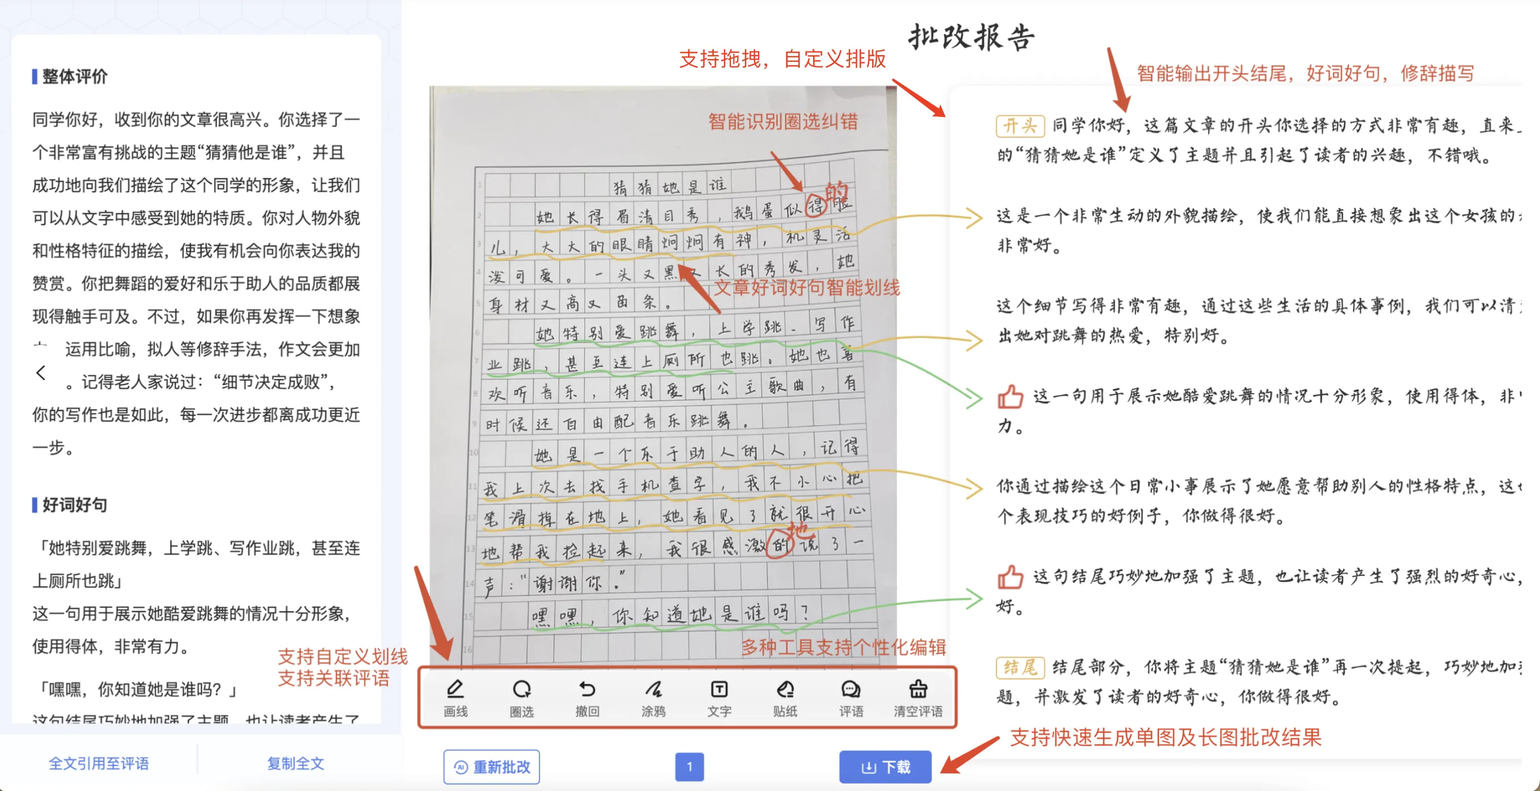 整体评价
同学你好，收到你的文章很高兴。你选择了一
个非常富有挑战的主题“猜猜他是谁”，并且
成功地向我们描绘了这个同学的形象，让我们
可以从文字中感受到她的特质。你对人物外貌
和性格特征的描绘，使我有机会向你表达我的
赞赏。你把舞蹈的爱好和乐于助人的品质都展
现得触手可及。不过，如果你再发挥一下想象
运用比喻，拟人等修辞手法，作文会更加
。记得老人家说过：“细节决定成败”，
你的写作也是如此，每一次进步都离成功更近
一步。
好词好句
「她特别爱跳舞，上学跳、写作业跳，甚至连
上厕所也跳」
这一句用于展示她酷爱跳舞的情况十分形象，
使用得体，非常有力。
「嘿嘿，你知道她是谁吗？」
这句结尾巧妙地加强了主题，也让读者产生了
全文引用至评语
复制全文
批改报告
支持拖拽，自定义排版
智能输出开头结尾，好词好句，修辞描写
智能识别圈选纠错
猜猜她是谁
的
她长得眉清目秀，鹅蛋似得脸
儿，大大的眼睛炯炯有神，机灵活
泼可爱。一头又黑又长的秀发，她
文章好词好句智能划线
身材又高又苗条。
她特别爱跳舞，上学跳、写作
业跳，甚至连上厕所也跳。她也喜
欢听音乐，特别爱听公主歌曲，有
时候还自由配音乐跳舞。
她是一个乐于助人的人，记得
我上次去找手机查字，我不小心把
笔滑掉在地上，她看见了就很开心
地
地帮我捡起来，我很感激的说了一
声：“谢谢你。”
嘿嘿，你知道她是谁吗？
支持自定义划线
支持关联评语
多种工具支持个性化编辑
画线
圈选
撤回
涂鸦
文字
贴纸
评语
清空评语
AI 重新批改
1
下载
支持快速生成单图及长图批改结果
开头 同学你好，这篇文章的开头你选择的方式非常有趣，直来
的“猜猜她是谁”定义了主题并且引起了读者的兴趣，不错哦。
这是一个非常生动的外貌描绘，使我们能直接想象出这个女孩的
非常好。
这个细节写得非常有趣，通过这些生活的具体事例，我们可以清
出她对跳舞的热爱，特别好。
这一句用于展示她酷爱跳舞的情况十分形象，使用得体，非
力。
你通过描绘这个日常小事展示了她愿意帮助别人的性格特点，这
个表现技巧的好例子，你做得很好。
这句结尾巧妙地加强了主题，也让读者产生了强烈的好奇心，
好。
结尾 结尾部分，你将主题“猜猜她是谁”再一次提起，巧妙地加
题，并激发了读者的好奇心，你做得很好。